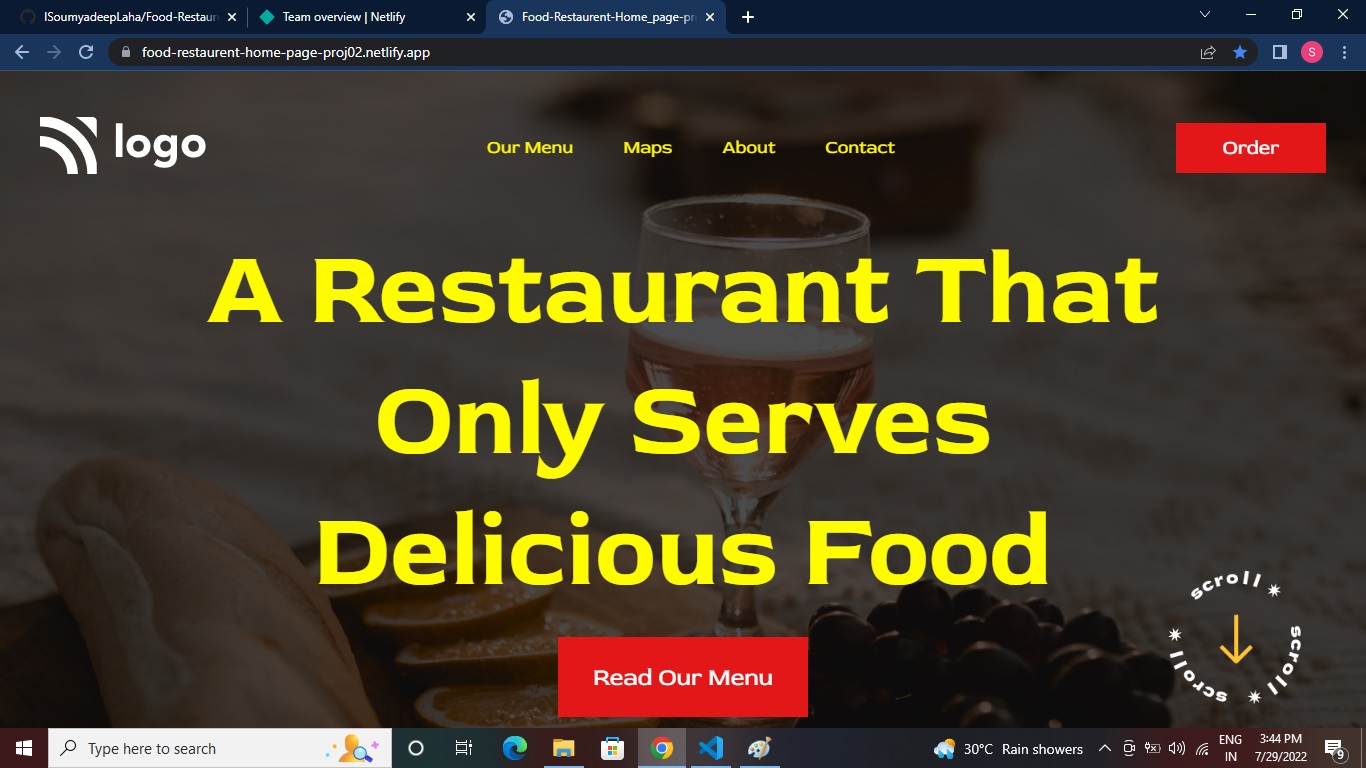 ISoumyadeepLaha/Food-Restauren
Team overview | Netlify
Food-Restaurent-Home_page-pr
food-restaurent-home-page-proj02.netlify.app
S
logo
Our Menu Maps About Contact
Order
A Restaurant That
Only Serves
Delicious Food
Read Our Menu
scroll ✷ scroll ✷ scroll ✷ scroll ✷
Type here to search
30°C Rain showers
ENG
IN
3:44 PM
7/29/2022
9